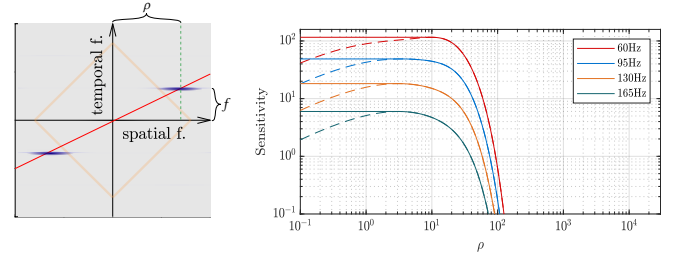 ρ
temporal f.
f
spatial f.
Sensitivity
10²
10¹
10⁰
10⁻¹
10⁻¹
10⁰
10¹
10²
10³
10⁴
ρ
60Hz
95Hz
130Hz
165Hz